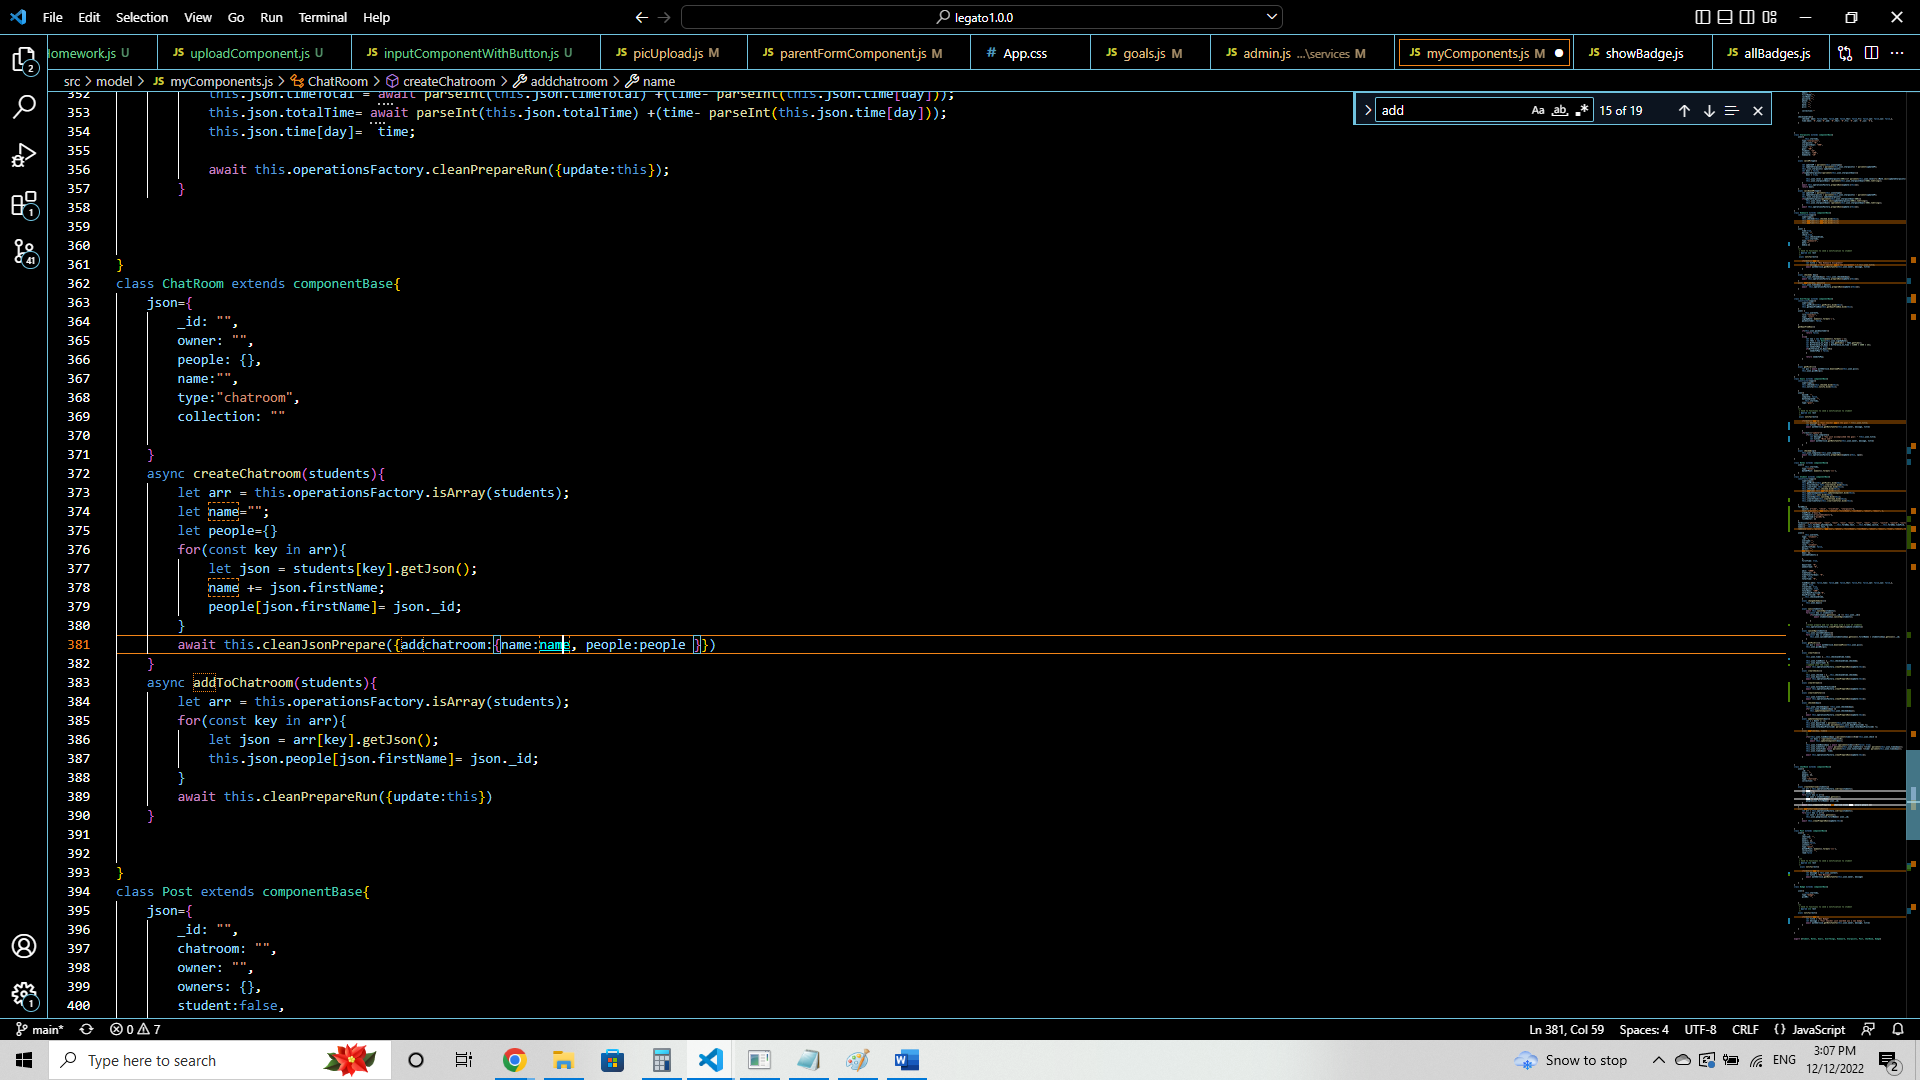 File Edit Selection View Go Run Terminal Help
legato1.0.0
omework.js U
JS uploadComponent.js U
JS inputComponentWithButton.js U
JS picUpload.js M
JS parentFormComponent.js M
# App.css
JS goals.js M
JS admin.js ...\services M
JS myComponents.js M
JS showBadge.js
JS allBadges.js
src > model > JS myComponents.js > ChatRoom > createChatroom > addchatroom > name
add
Aa ab
15 of 19
352 this.json.timeTotal = await parseInt(this.json.timeTotal) +(time- parseInt(this.json.time[day]));
353 this.json.totalTime= await parseInt(this.json.totalTime) +(time- parseInt(this.json.time[day]));
354 this.json.time[day]=  time;
355
356 await this.operationsFactory.cleanPrepareRun({update:this});
357 }
358
359
360
361 }
362 class ChatRoom extends componentBase{
363 json={
364 _id: "",
365 owner: "",
366 people: {},
367 name:"",
368 type:"chatroom",
369 collection: ""
370
371 }
372 async createChatroom(students){
373 let arr = this.operationsFactory.isArray(students);
374 let name="";
375 let people={}
376 for(const key in arr){
377 let json = students[key].getJson();
378 name += json.firstName;
379 people[json.firstName]= json._id;
380 }
381 await this.cleanJsonPrepare({addchatroom:{name:name, people:people }})
382 }
383 async addToChatroom(students){
384 let arr = this.operationsFactory.isArray(students);
385 for(const key in arr){
386 let json = arr[key].getJson();
387 this.json.people[json.firstName]= json._id;
388 }
389 await this.cleanPrepareRun({update:this})
390 }
391
392
393 }
394 class Post extends componentBase{
395 json={
396 _id: "",
397 chatroom: "",
398 owner: "",
399 owners: {},
400 student:false,
2
1
41
1
main*
0 7
Ln 381, Col 59 Spaces: 4 UTF-8 CRLF {} JavaScript
Type here to search
Snow to stop
ENG
3:07 PM
12/12/2022
2